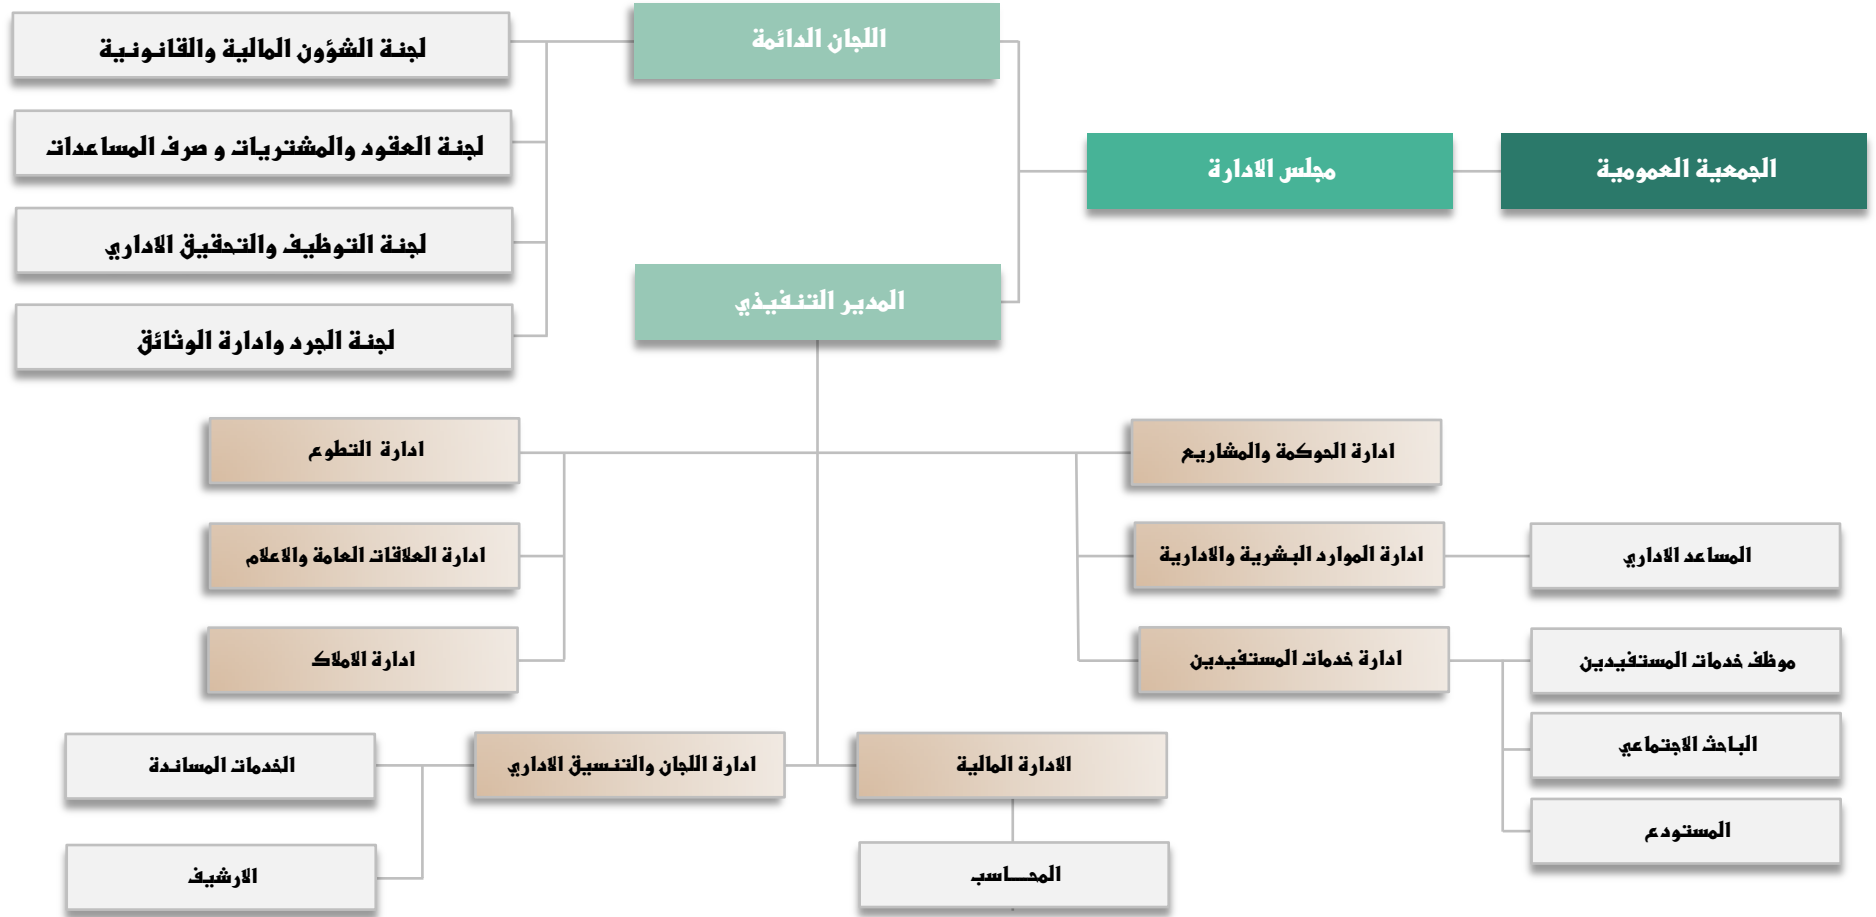 الجمعية العمومية
مجلس الادارة
اللجان الدائمة
لجنة الشؤون المالية والقانونية
لجنة العقود والمشتريات و صرف المساعدات
لجنة التوظيف والتحقيق الاداري
لجنة الجرد وادارة الوثائق
المدير التنفيذي
ادارة الحوكمة والمشاريع
ادارة التطوع
المساعد الاداري
ادارة الموارد البشرية والادارية
ادارة العلاقات العامة والاعلام
موظف خدمات المستفيدين
ادارة خدمات المستفيدين
ادارة الاملاك
الباحث الاجتماعي
المستودع
الادارة المالية
ادارة اللجان والتنسيق الاداري
الخدمات المساندة
المحاسب
الارشيف